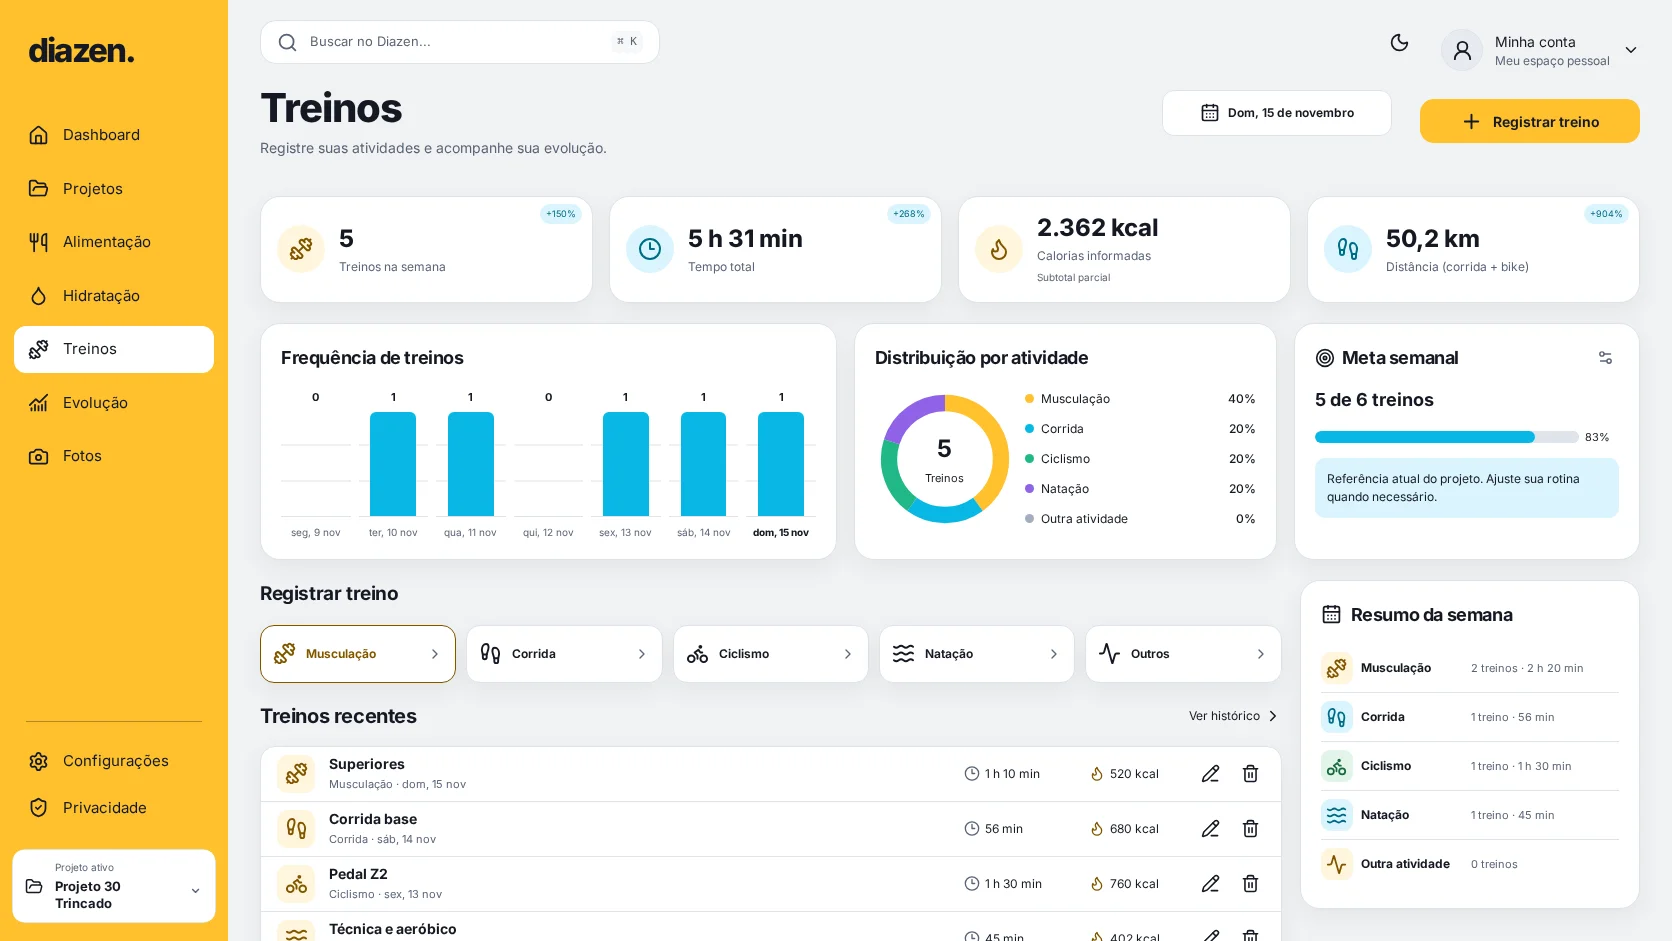 diazen.
Dashboard
Projetos
Alimentação
Hidratação
Treinos
Evolução
Fotos
Configurações
Privacidade
Projeto ativo
Projeto 30
Trincado
Buscar no Diazen...
⌘ K
Minha conta
Meu espaço pessoal
Treinos
Registre suas atividades e acompanhe sua evolução.
Dom, 15 de novembro
Registrar treino
5
Treinos na semana
+150%
5 h 31 min
Tempo total
+268%
2.362 kcal
Calorias informadas
Subtotal parcial
50,2 km
Distância (corrida + bike)
+904%
Frequência de treinos
0 1 1 0 1 1 1
seg, 9 nov ter, 10 nov qua, 11 nov qui, 12 nov sex, 13 nov sáb, 14 nov dom, 15 nov
Distribuição por atividade
5
Treinos
Musculação 40%
Corrida 20%
Ciclismo 20%
Natação 20%
Outra atividade 0%
Meta semanal
5 de 6 treinos
83%
Referência atual do projeto. Ajuste sua rotina
quando necessário.
Registrar treino
Musculação
Corrida
Ciclismo
Natação
Outros
Treinos recentes
Ver histórico
Superiores
Musculação · dom, 15 nov
1 h 10 min
520 kcal
Corrida base
Corrida · sáb, 14 nov
56 min
680 kcal
Pedal Z2
Ciclismo · sex, 13 nov
1 h 30 min
760 kcal
Técnica e aeróbico
45 min
402 kcal
Resumo da semana
Musculação 2 treinos · 2 h 20 min
Corrida 1 treino · 56 min
Ciclismo 1 treino · 1 h 30 min
Natação 1 treino · 45 min
Outra atividade 0 treinos